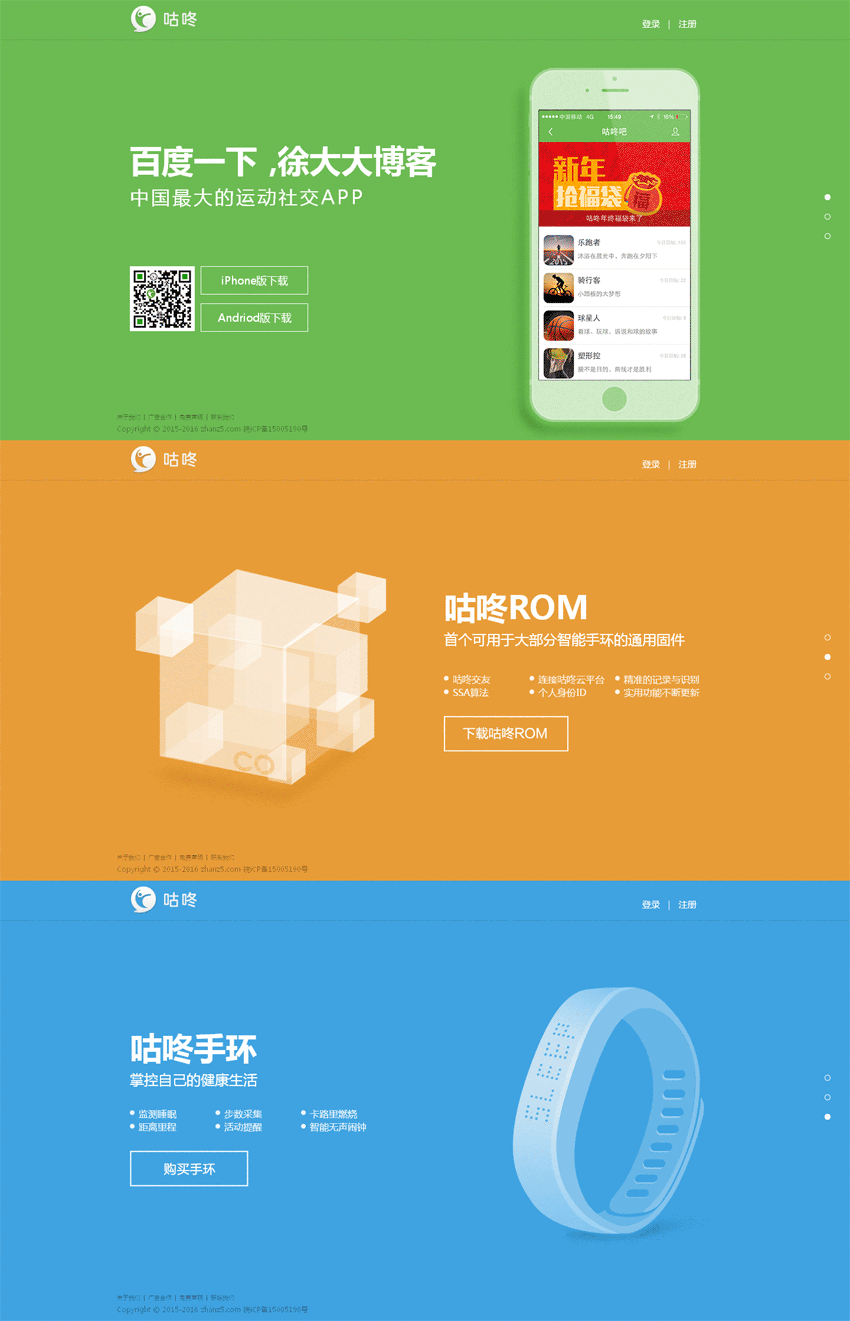 咕咚
登录 | 注册
百度一下 ,徐大大博客
中国最大的运动社交APP
iPhone版下载
Andriod版下载
中国移动 4G 15:49 16%
咕咚吧
新年
抢福袋
福
咕咚年终福袋来了
乐跑者
沐浴在晨光中，奔跑在夕阳下
骑行客
小踏板的大梦想
球星人
看球、玩球，诉说和球的故事
塑形控
瘦不是目的，曲线才是胜利
关于我们 | 广告合作 | 免责声明 | 联系我们
Copyright © 2015-2016 zhanz5.com 皖ICP备15005190号
咕咚
登录 | 注册
咕咚ROM
首个可用于大部分智能手环的通用固件
咕咚交友 连接咕咚云平台 精准的记录与识别
SSA算法 个人身份ID 实用功能不断更新
下载咕咚ROM
CO
关于我们 | 广告合作 | 免责声明 | 联系我们
Copyright © 2015-2016 zhanz5.com 皖ICP备15005190号
咕咚
登录 | 注册
咕咚手环
掌控自己的健康生活
监测睡眠 步数采集 卡路里燃烧
距离里程 活动提醒 智能无声闹钟
购买手环
SLEEP
关于我们 | 广告合作 | 免责声明 | 联系我们
Copyright © 2015-2016 zhanz5.com 皖ICP备15005190号